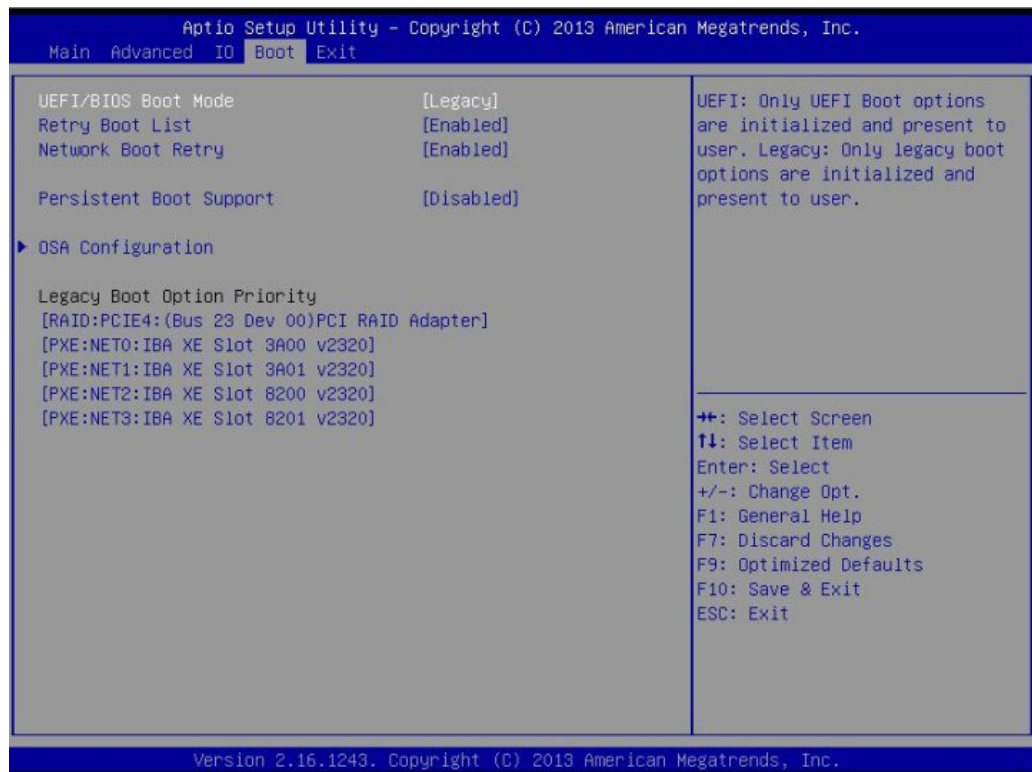 Aptio Setup Utility – Copyright (C) 2013 American Megatrends, Inc.
Main Advanced IO Boot Exit
UEFI/BIOS Boot Mode [Legacy]
Retry Boot List [Enabled]
Network Boot Retry [Enabled]
Persistent Boot Support [Disabled]
OSA Configuration
Legacy Boot Option Priority
[RAID:PCIE4:(Bus 23 Dev 00)PCI RAID Adapter]
[PXE:NET0:IBA XE Slot 3A00 v2320]
[PXE:NET1:IBA XE Slot 3A01 v2320]
[PXE:NET2:IBA XE Slot 8200 v2320]
[PXE:NET3:IBA XE Slot 8201 v2320]
UEFI: Only UEFI Boot options
are initialized and present to
user. Legacy: Only legacy boot
options are initialized and
present to user.
→←: Select Screen
↑↓: Select Item
Enter: Select
+/-: Change Opt.
F1: General Help
F7: Discard Changes
F9: Optimized Defaults
F10: Save & Exit
ESC: Exit
Version 2.16.1243. Copyright (C) 2013 American Megatrends, Inc.